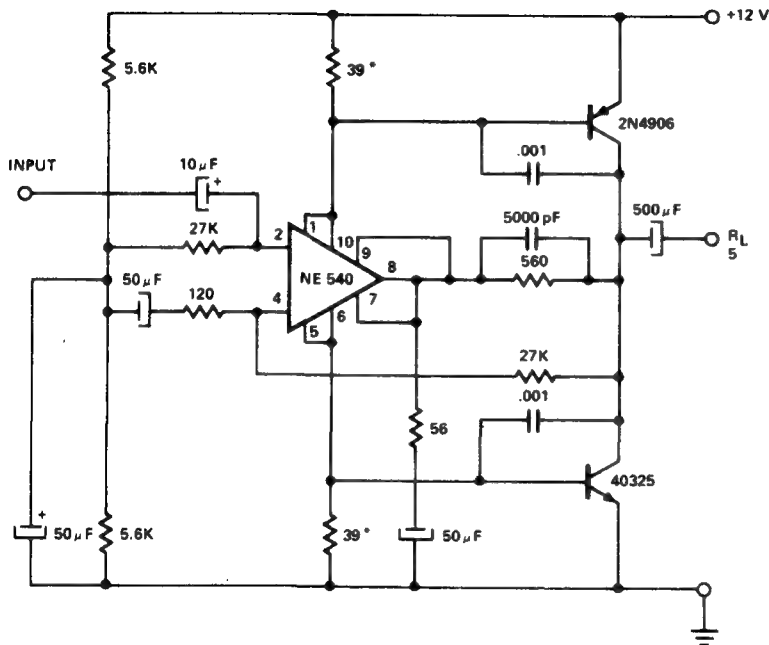 +12 V
5.6K
39*
2N4906
INPUT
10µF
+
.001
27K
2
1
10
9
8
5000 pF
560
500µF
RL
5
50µF
120
NE 540
4
5
6
7
27K
.001
56
40325
+
50µF
5.6K
39*
50µF